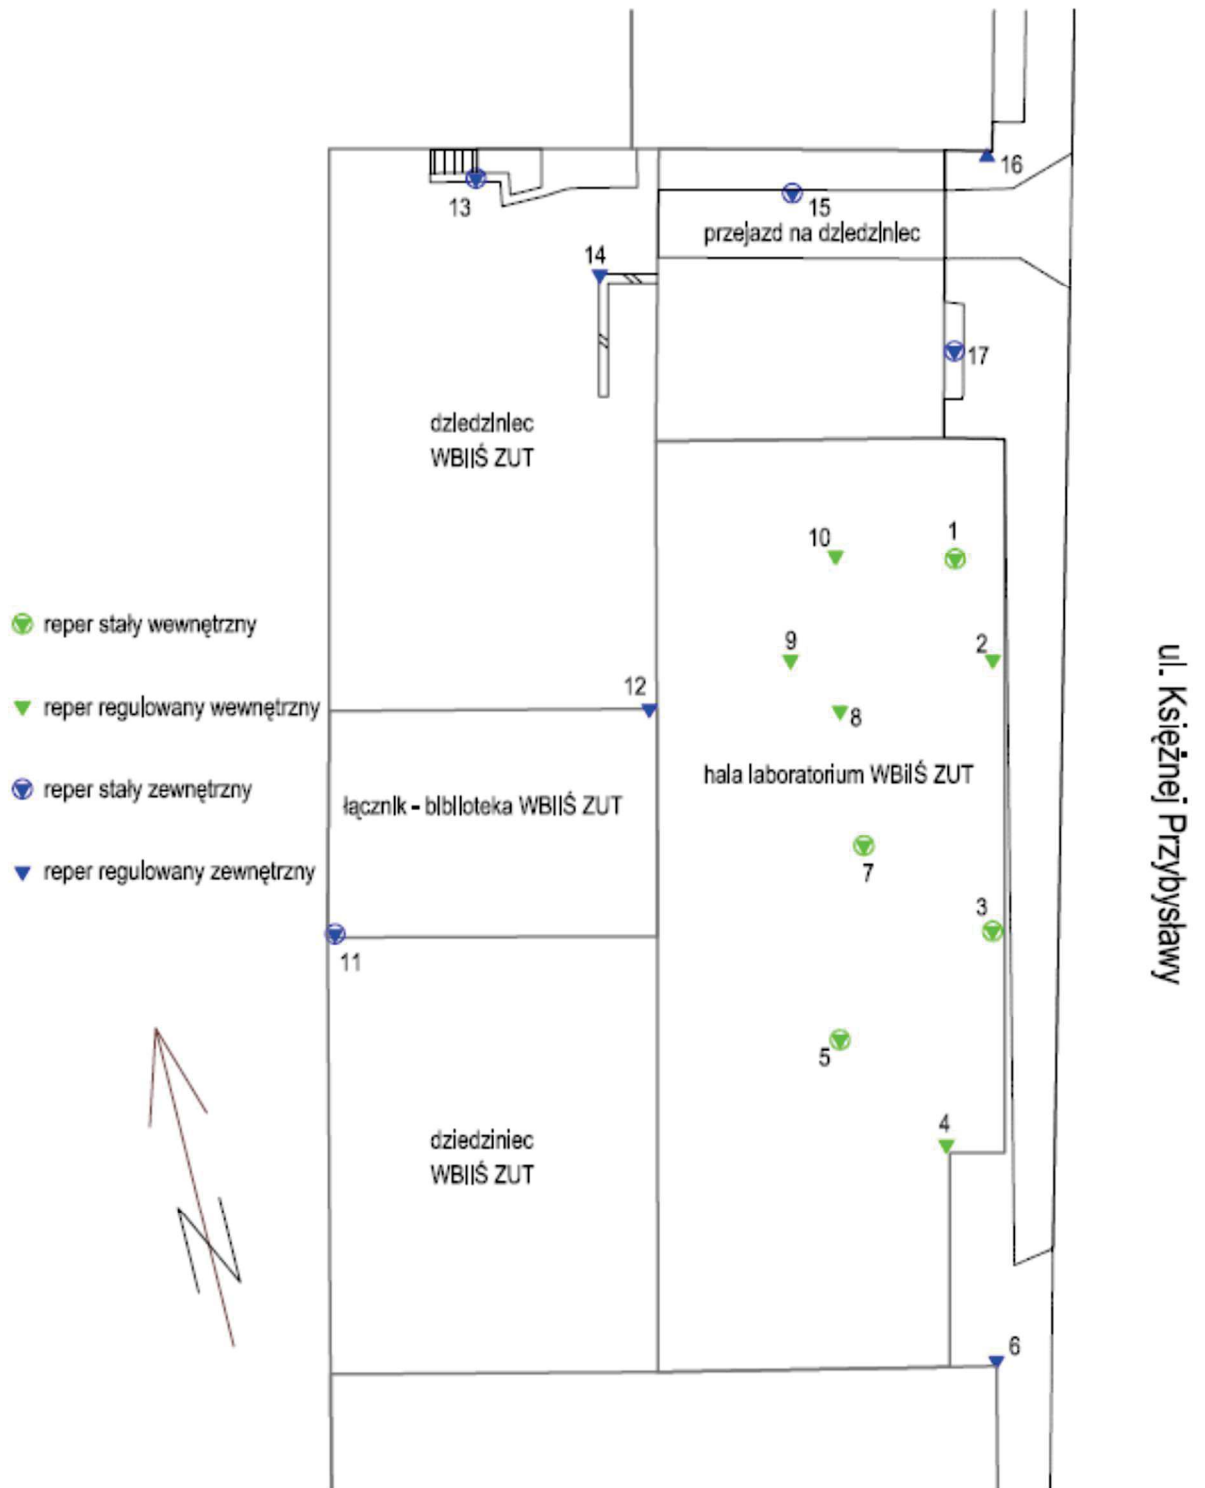 16
13
15
przejazd na dziedziniec
14
17
dziedziniec
WBiIŚ ZUT
10
1
reper stały wewnętrzny
9
2
12
reper regulowany wewnętrzny
8
hala laboratorium WBiIŚ ZUT
reper stały zewnętrzny
łącznik - biblioteka WBiIŚ ZUT
ul. Księżnej Przybysławy
reper regulowany zewnętrzny
7
3
11
5
4
dziedziniec
WBiIŚ ZUT
N
6